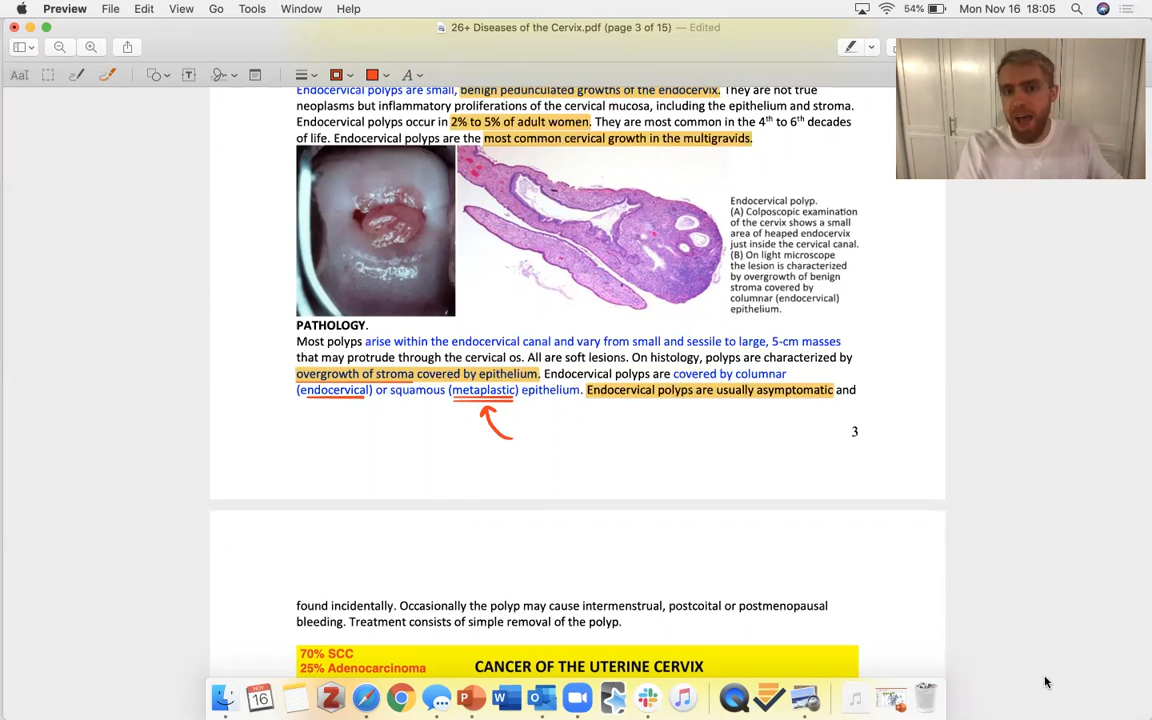 Preview File Edit View Go Tools Window Help 54% Mon Nov 16 18:05
26+ Diseases of the Cervix.pdf (page 3 of 15) — Edited
Endocervical polyps are small, benign pedunculated growths of the endocervix. They are not true
neoplasms but inflammatory proliferations of the cervical mucosa, including the epithelium and stroma.
Endocervical polyps occur in 2% to 5% of adult women. They are most common in the 4th to 6th decades
of life. Endocervical polyps are the most common cervical growth in the multigravids.
Endocervical polyp.
(A) Colposcopic examination
of the cervix shows a small
area of heaped endocervix
just inside the cervical canal.
(B) On light microscope
the lesion is characterized
by overgrowth of benign
stroma covered by
columnar (endocervical)
epithelium.
PATHOLOGY.
Most polyps arise within the endocervical canal and vary from small and sessile to large, 5-cm masses
that may protrude through the cervical os. All are soft lesions. On histology, polyps are characterized by
overgrowth of stroma covered by epithelium. Endocervical polyps are covered by columnar
(endocervical) or squamous (metaplastic) epithelium. Endocervical polyps are usually asymptomatic and
3
found incidentally. Occasionally the polyp may cause intermenstrual, postcoital or postmenopausal
bleeding. Treatment consists of simple removal of the polyp.
70% SCC
25% Adenocarcinoma
CANCER OF THE UTERINE CERVIX
NOV
16